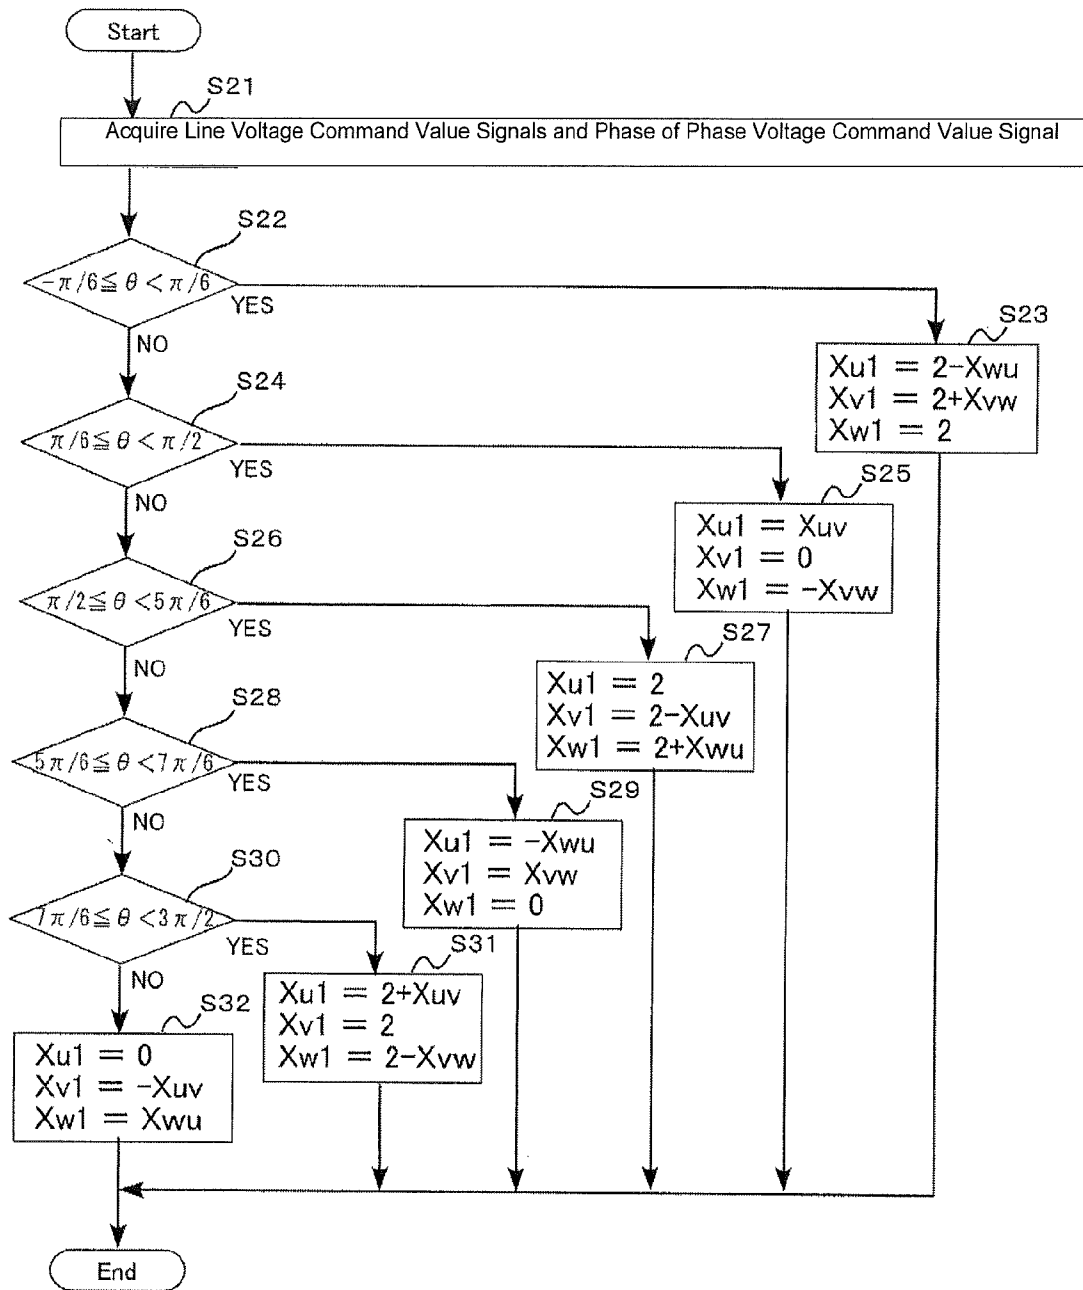 Start
S21
Acquire Line Voltage Command Value Signals and Phase of Phase Voltage Command Value Signal
S22
-π/6≦θ<π/6
YES
NO
S23
Xu1 = 2-Xwu
Xv1 = 2+Xvw
Xw1 = 2
S24
π/6≦θ<π/2
YES
NO
S25
Xu1 = Xuv
Xv1 = 0
Xw1 = -Xvw
S26
π/2≦θ<5π/6
YES
NO
S27
Xu1 = 2
Xv1 = 2-Xuv
Xw1 = 2+Xwu
S28
5π/6≦θ<7π/6
YES
NO
S29
Xu1 = -Xwu
Xv1 = Xvw
Xw1 = 0
S30
7π/6≦θ<3π/2
YES
NO
S31
Xu1 = 2+Xuv
Xv1 = 2
Xw1 = 2-Xvw
S32
Xu1 = 0
Xv1 = -Xuv
Xw1 = Xwu
End